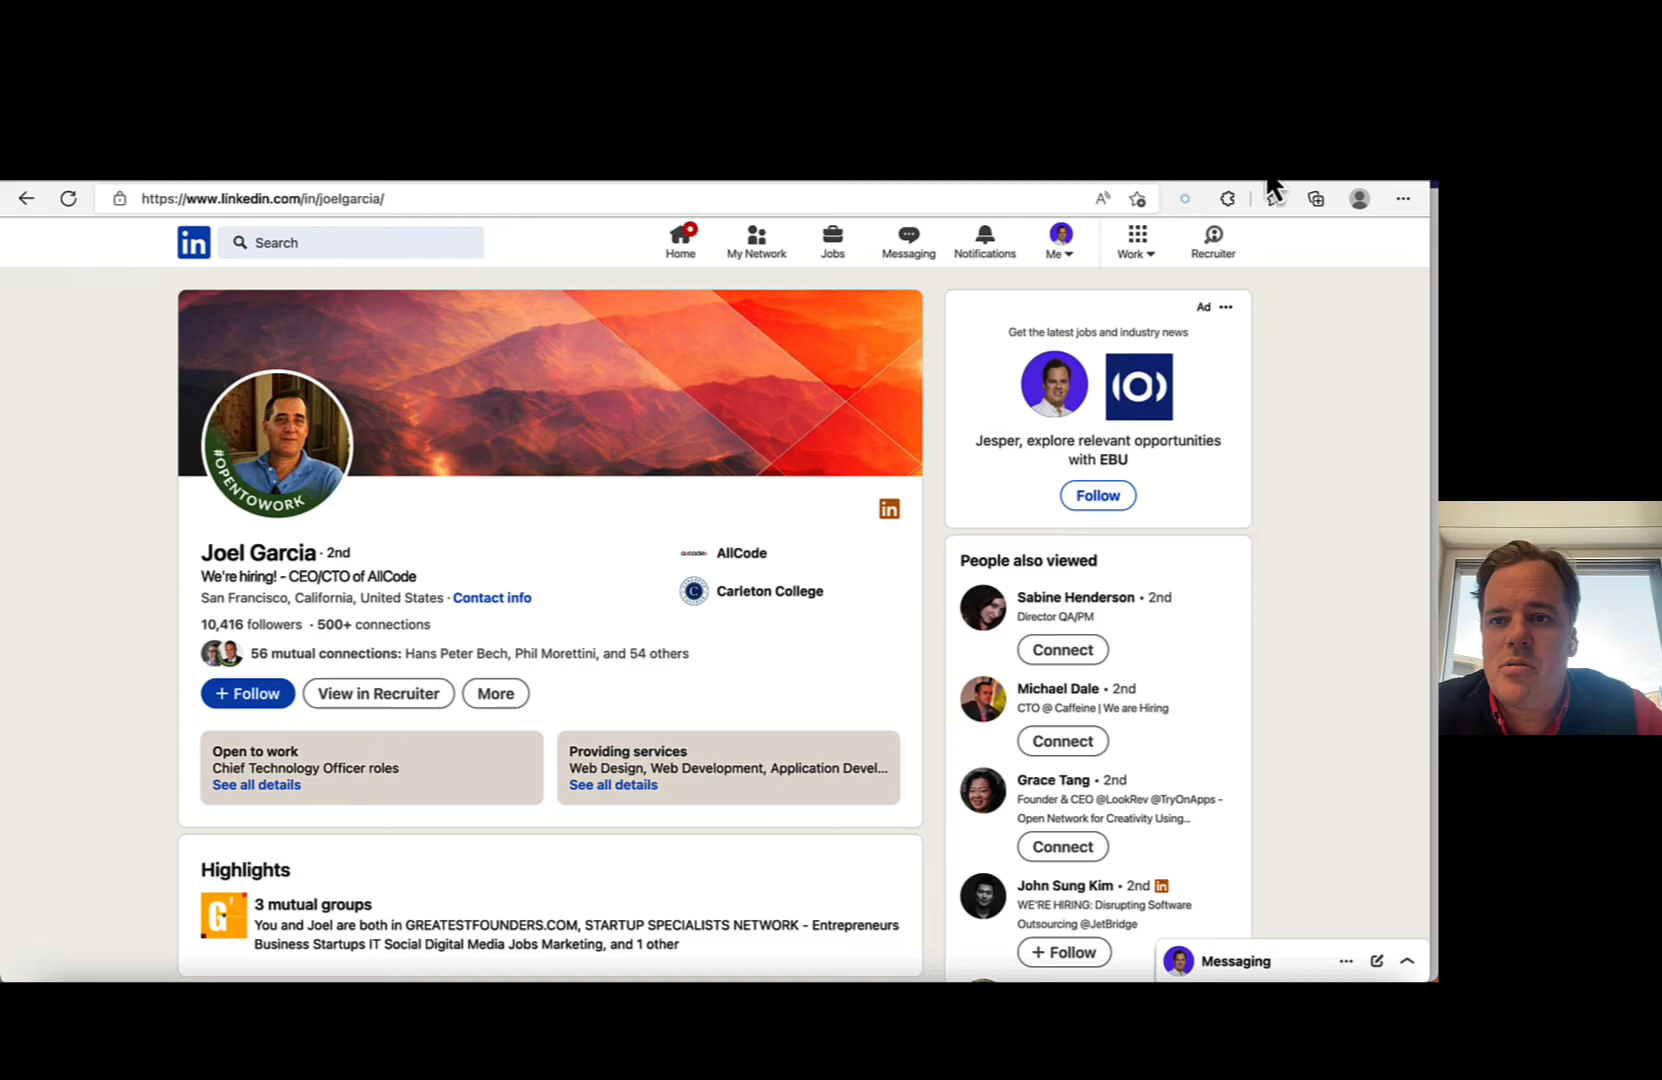 https://www.linkedin.com/in/joelgarcia/
in
Search
Home
My Network
Jobs
Messaging
Notifications
Me
Work
Recruiter
#OPENTOWORK
in
Joel Garcia · 2nd
We're hiring! - CEO/CTO of AllCode
San Francisco, California, United States · Contact info
10,416 followers · 500+ connections
56 mutual connections: Hans Peter Bech, Phil Morettini, and 54 others
+ Follow
View in Recruiter
More
AllCode
Carleton College
Open to work
Chief Technology Officer roles
See all details
Providing services
Web Design, Web Development, Application Devel...
See all details
Highlights
3 mutual groups
You and Joel are both in GREATESTFOUNDERS.COM, STARTUP SPECIALISTS NETWORK - Entrepreneurs
Business Startups IT Social Digital Media Jobs Marketing, and 1 other
Ad
Get the latest jobs and industry news
Jesper, explore relevant opportunities
with EBU
Follow
People also viewed
Sabine Henderson • 2nd
Director QA/PM
Connect
Michael Dale • 2nd
CTO @ Caffeine | We are Hiring
Connect
Grace Tang • 2nd
Founder & CEO @LookRev @TryOnApps -
Open Network for Creativity Using...
Connect
John Sung Kim • 2nd in
WE'RE HIRING: Disrupting Software
Outsourcing @JetBridge
+ Follow
Messaging